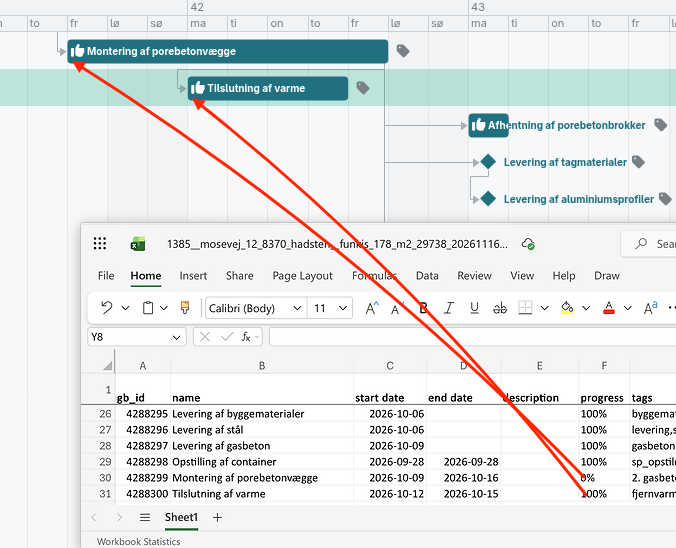 42 43
to fr lø sø ma ti on to fr lø sø ma ti on to fr
Montering af porebetonvægge
Tilslutning af varme
Afhentning af porebetonbrokker
Levering af tagmaterialer
Levering af aluminiumsprofiler
1385__mosevej_12_8370_hadsten_funkis_178_m2_29738_20261116...
File Home Insert Share Page Layout Formulas Data Review View Help Draw
Calibri (Body) 11 A A B I U ab A Aa
Y8 fx
A B C D E F
1 gb_id name start date end date description progress tags
26 4288295 Levering af byggematerialer 2026-10-06 100%
27 4288296 Levering af stål 2026-10-06 100%
28 4288297 Levering af gasbeton 2026-10-09 100% gasbeton
29 4288298 Opstilling af container 2026-09-28 2026-09-28 100%
30 4288299 Montering af porebetonvægge 2026-10-09 2026-10-16 0%
31 4288300 Tilslutning af varme 2026-10-12 2026-10-15 100%
Sheet1
Workbook Statistics